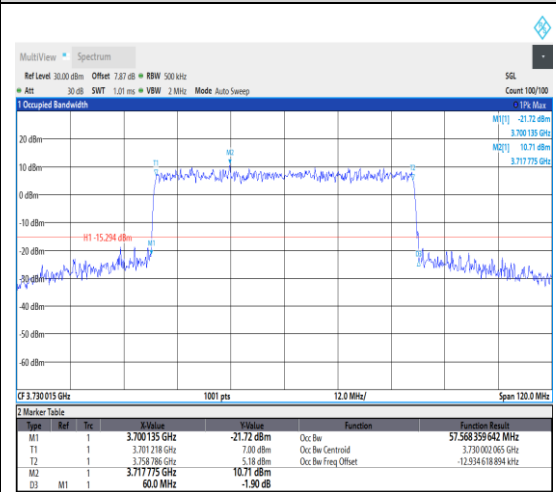 MultiView Spectrum
Ref Level 30.00 dBm Offset 7.87 dB RBW 500 kHz SGL
Att 30 dB SWT 1.01 ms VBW 2 MHz Mode Auto Sweep Count 100/100
1 Occupied Bandwidth 1Pk Max
M1[1] -21.72 dBm
3.700 135 GHz
M2[1] 10.71 dBm
3.717 775 GHz
20 dBm
M2
T1
T2
10 dBm
0 dBm
-10 dBm
H1 -15.294 dBm
M1
-20 dBm
-30 dBm
-40 dBm
-50 dBm
-60 dBm
CF 3.730 015 GHz 1001 pts 12.0 MHz/ Span 120.0 MHz
2 Marker Table
Type Ref Trc X-Value Y-Value Function Function Result
M1 1 3.700 135 GHz -21.72 dBm Occ Bw 57.568 359 642 MHz
T1 1 3.701 218 GHz 7.00 dBm Occ Bw Centroid 3.730 002 065 GHz
T2 1 3.758 786 GHz 5.18 dBm Occ Bw Freq Offset -12.934 618 894 kHz
M2 1 3.717 775 GHz 10.71 dBm
D3 M1 1 60.0 MHz -1.90 dB